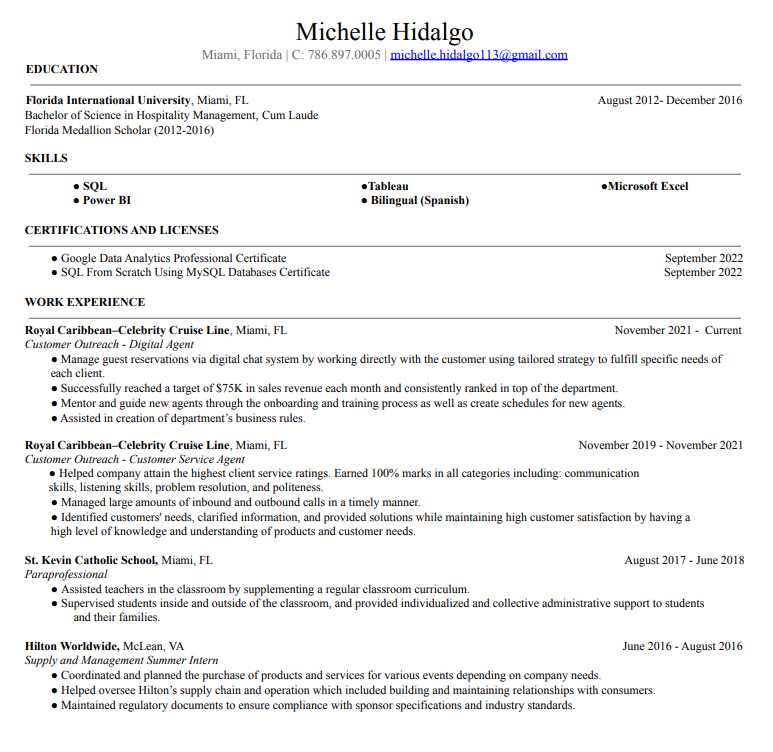 Michelle Hidalgo
Miami, Florida | C: 786.897.0005 | michelle.hidalgo113@gmail.com
EDUCATION
Florida International University, Miami, FL August 2012- December 2016
Bachelor of Science in Hospitality Management, Cum Laude
Florida Medallion Scholar (2012-2016)
SKILLS
● SQL ●Tableau ●Microsoft Excel
● Power BI ● Bilingual (Spanish)
CERTIFICATIONS AND LICENSES
● Google Data Analytics Professional Certificate September 2022
● SQL From Scratch Using MySQL Databases Certificate September 2022
WORK EXPERIENCE
Royal Caribbean–Celebrity Cruise Line, Miami, FL November 2021 - Current
Customer Outreach - Digital Agent
● Manage guest reservations via digital chat system by working directly with the customer using tailored strategy to fulfill specific needs of
each client.
● Successfully reached a target of $75K in sales revenue each month and consistently ranked in top of the department.
● Mentor and guide new agents through the onboarding and training process as well as create schedules for new agents.
● Assisted in creation of department's business rules.
Royal Caribbean–Celebrity Cruise Line, Miami, FL November 2019 - November 2021
Customer Outreach - Customer Service Agent
● Helped company attain the highest client service ratings. Earned 100% marks in all categories including: communication
skills, listening skills, problem resolution, and politeness.
● Managed large amounts of inbound and outbound calls in a timely manner.
● Identified customers' needs, clarified information, and provided solutions while maintaining high customer satisfaction by having a
high level of knowledge and understanding of products and customer needs.
St. Kevin Catholic School, Miami, FL August 2017 - June 2018
Paraprofessional
● Assisted teachers in the classroom by supplementing a regular classroom curriculum.
● Supervised students inside and outside of the classroom, and provided individualized and collective administrative support to students
and their families.
Hilton Worldwide, McLean, VA June 2016 - August 2016
Supply and Management Summer Intern
● Coordinated and planned the purchase of products and services for various events depending on company needs.
● Helped oversee Hilton's supply chain and operation which included building and maintaining relationships with consumers.
● Maintained regulatory documents to ensure compliance with sponsor specifications and industry standards.